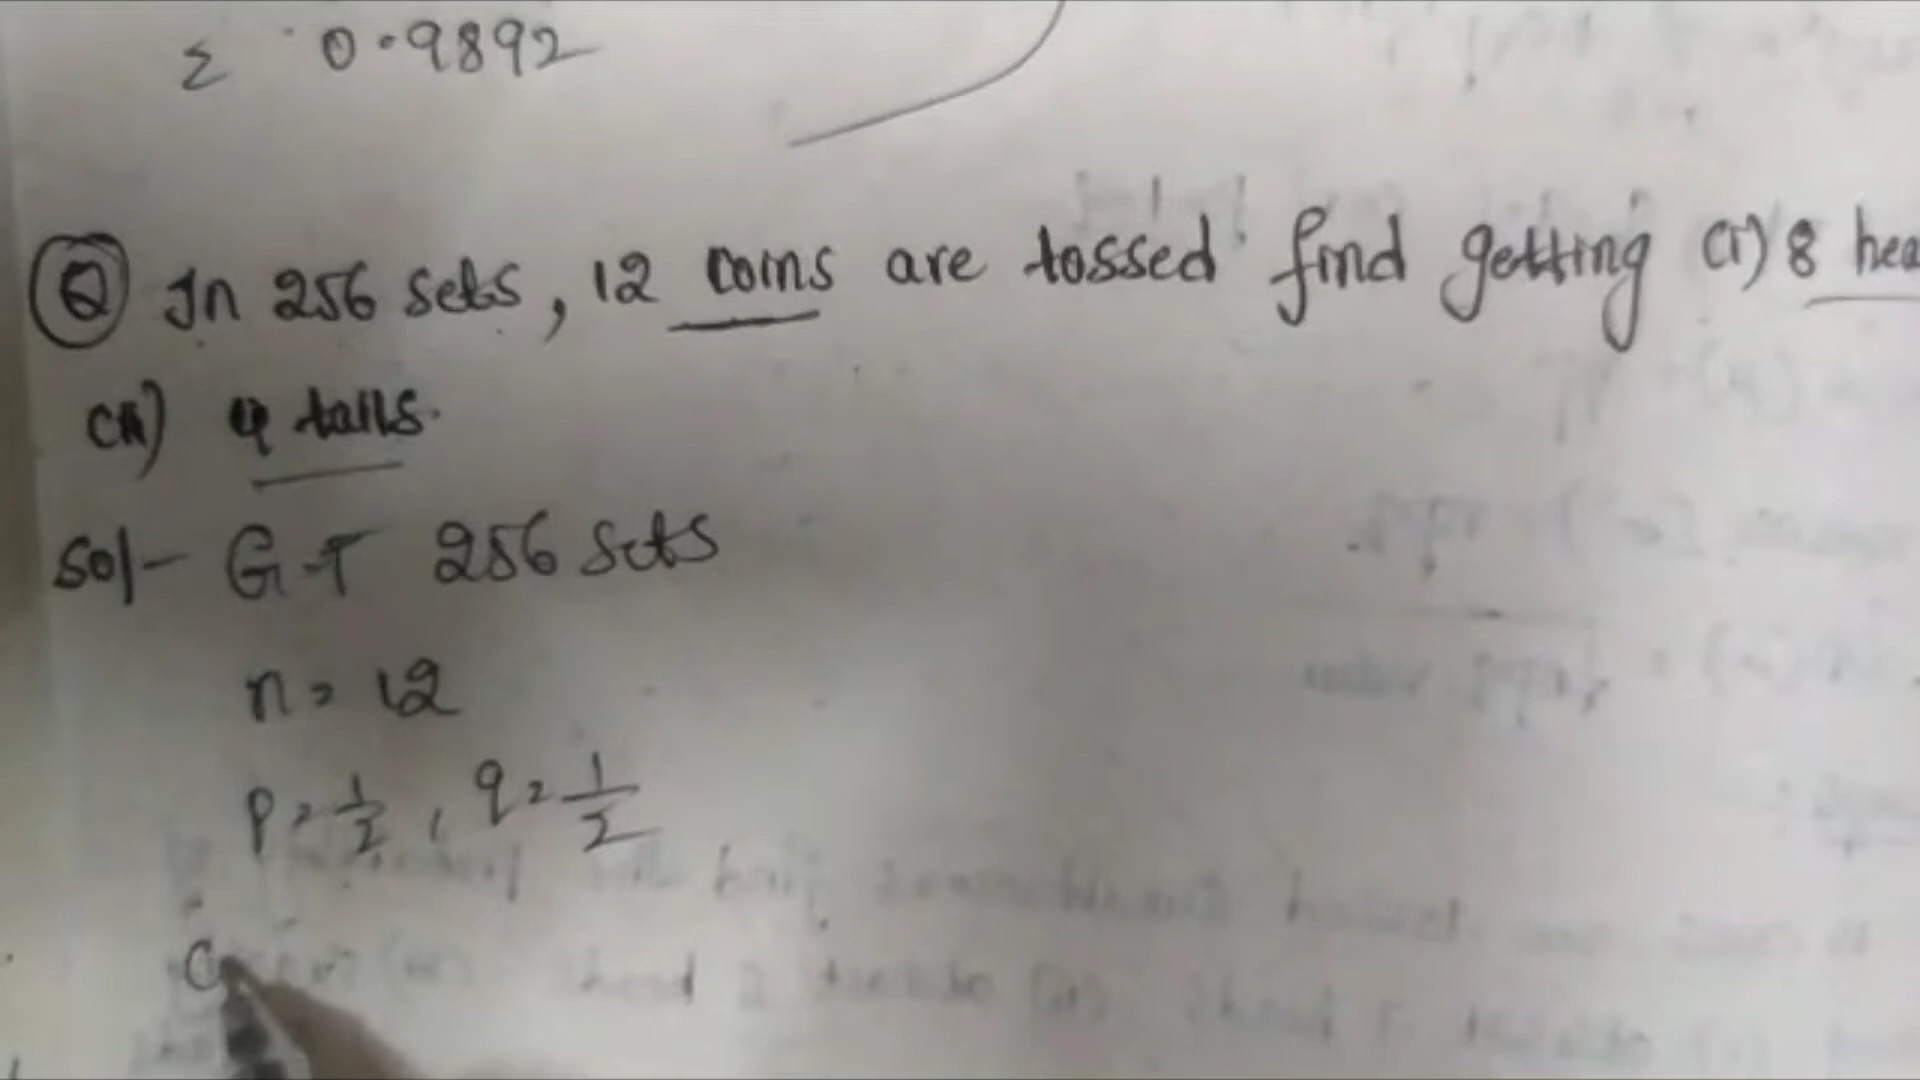 Σ 0.9892
Q In 256 sets, 12 coins are tossed find getting (i) 8 hea
(ii) 4 tails.
Sol- G.T 256 sets
n = 12
p = 1/2, q = 1/2
(